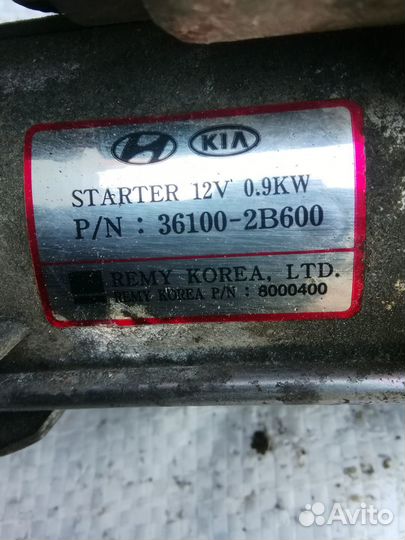 KIA
STARTER 12V 0.9KW
P/N : 36100-2B600
REMY KOREA, LTD.
REMY KOREA P/N : 8000400
Avito